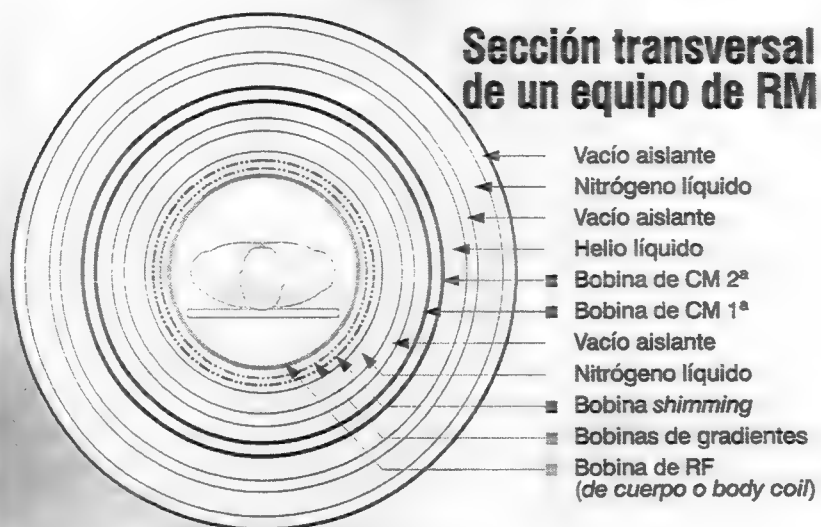 Sección transversal
de un equipo de RM
Vacío aislante
Nitrógeno líquido
Vacío aislante
Helio líquido
Bobina de CM 2ª
Bobina de CM 1ª
Vacío aislante
Nitrógeno líquido
Bobina shimming
Bobinas de gradientes
Bobina de RF
(de cuerpo o body coil)